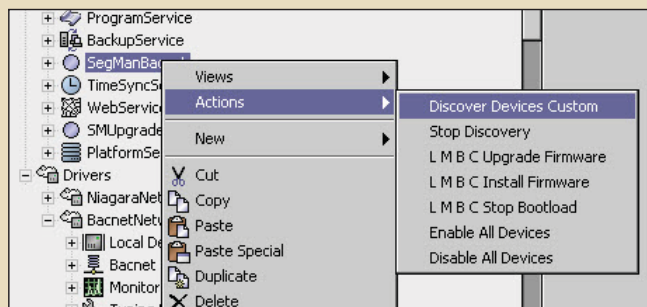 ProgramService
BackupService
SegManBac
TimeSyncS
WebService
SMUpgrade
PlatformSe
Drivers
NiagaraNet
BacnetNetw
Local De
Bacnet
Monitor
Views
Actions
New
Cut
Copy
Paste
Paste Special
Duplicate
Delete
Discover Devices Custom
Stop Discovery
L M B C Upgrade Firmware
L M B C Install Firmware
L M B C Stop Bootload
Enable All Devices
Disable All Devices